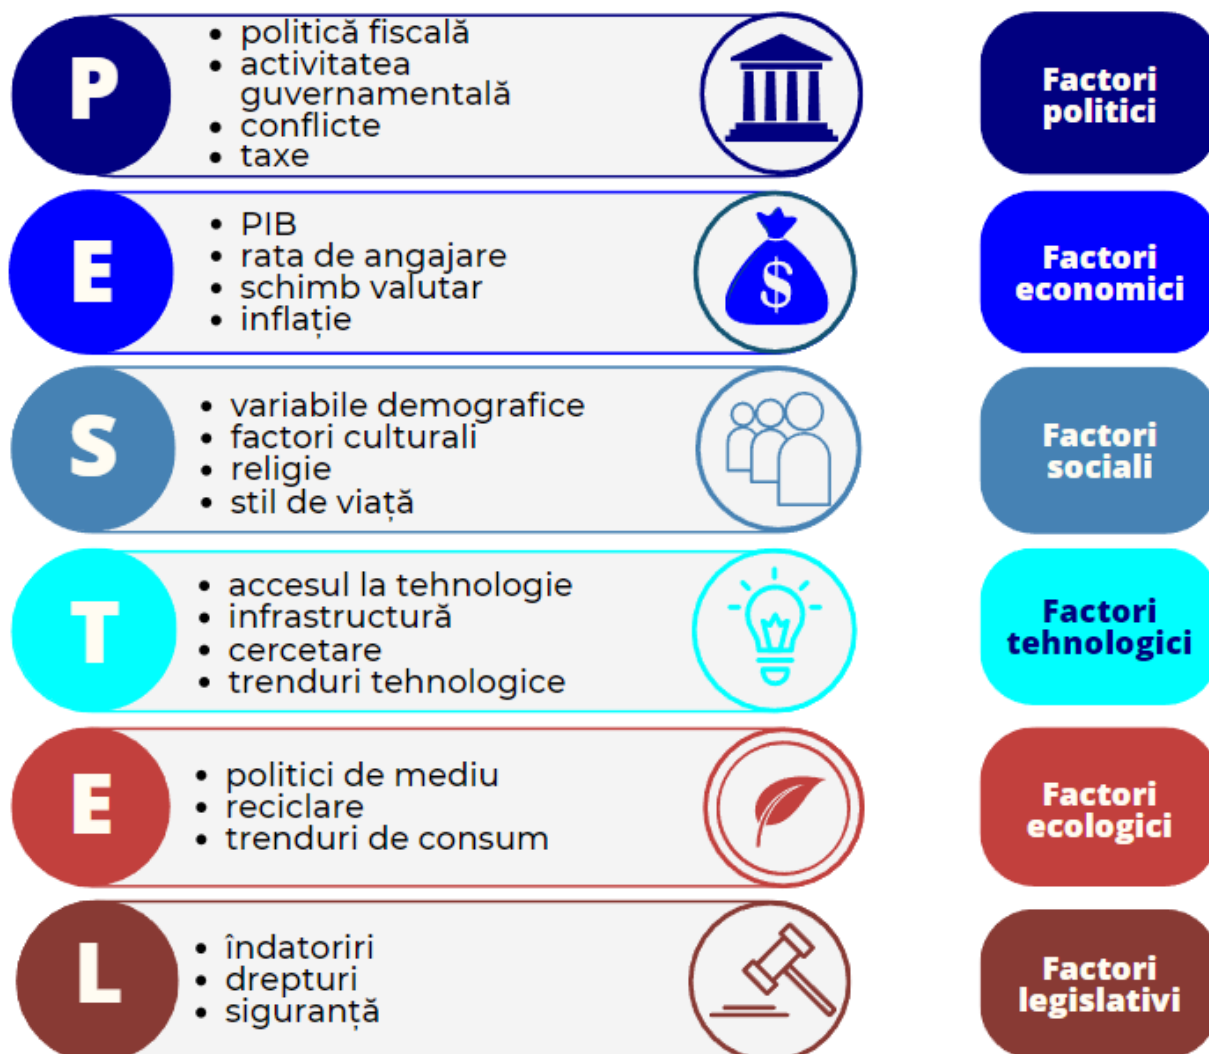 P
• politică fiscală
• activitatea
guvernamentală
• conflicte
• taxe
Factori
politici
E
• PIB
• rata de angajare
• schimb valutar
• inflație
$
Factori
economici
S
• variabile demografice
• factori culturali
• religie
• stil de viață
Factori
sociali
T
• accesul la tehnologie
• infrastructură
• cercetare
• trenduri tehnologice
Factori
tehnologici
E
• politici de mediu
• reciclare
• trenduri de consum
Factori
ecologici
L
• îndatoriri
• drepturi
• siguranță
Factori
legislativi